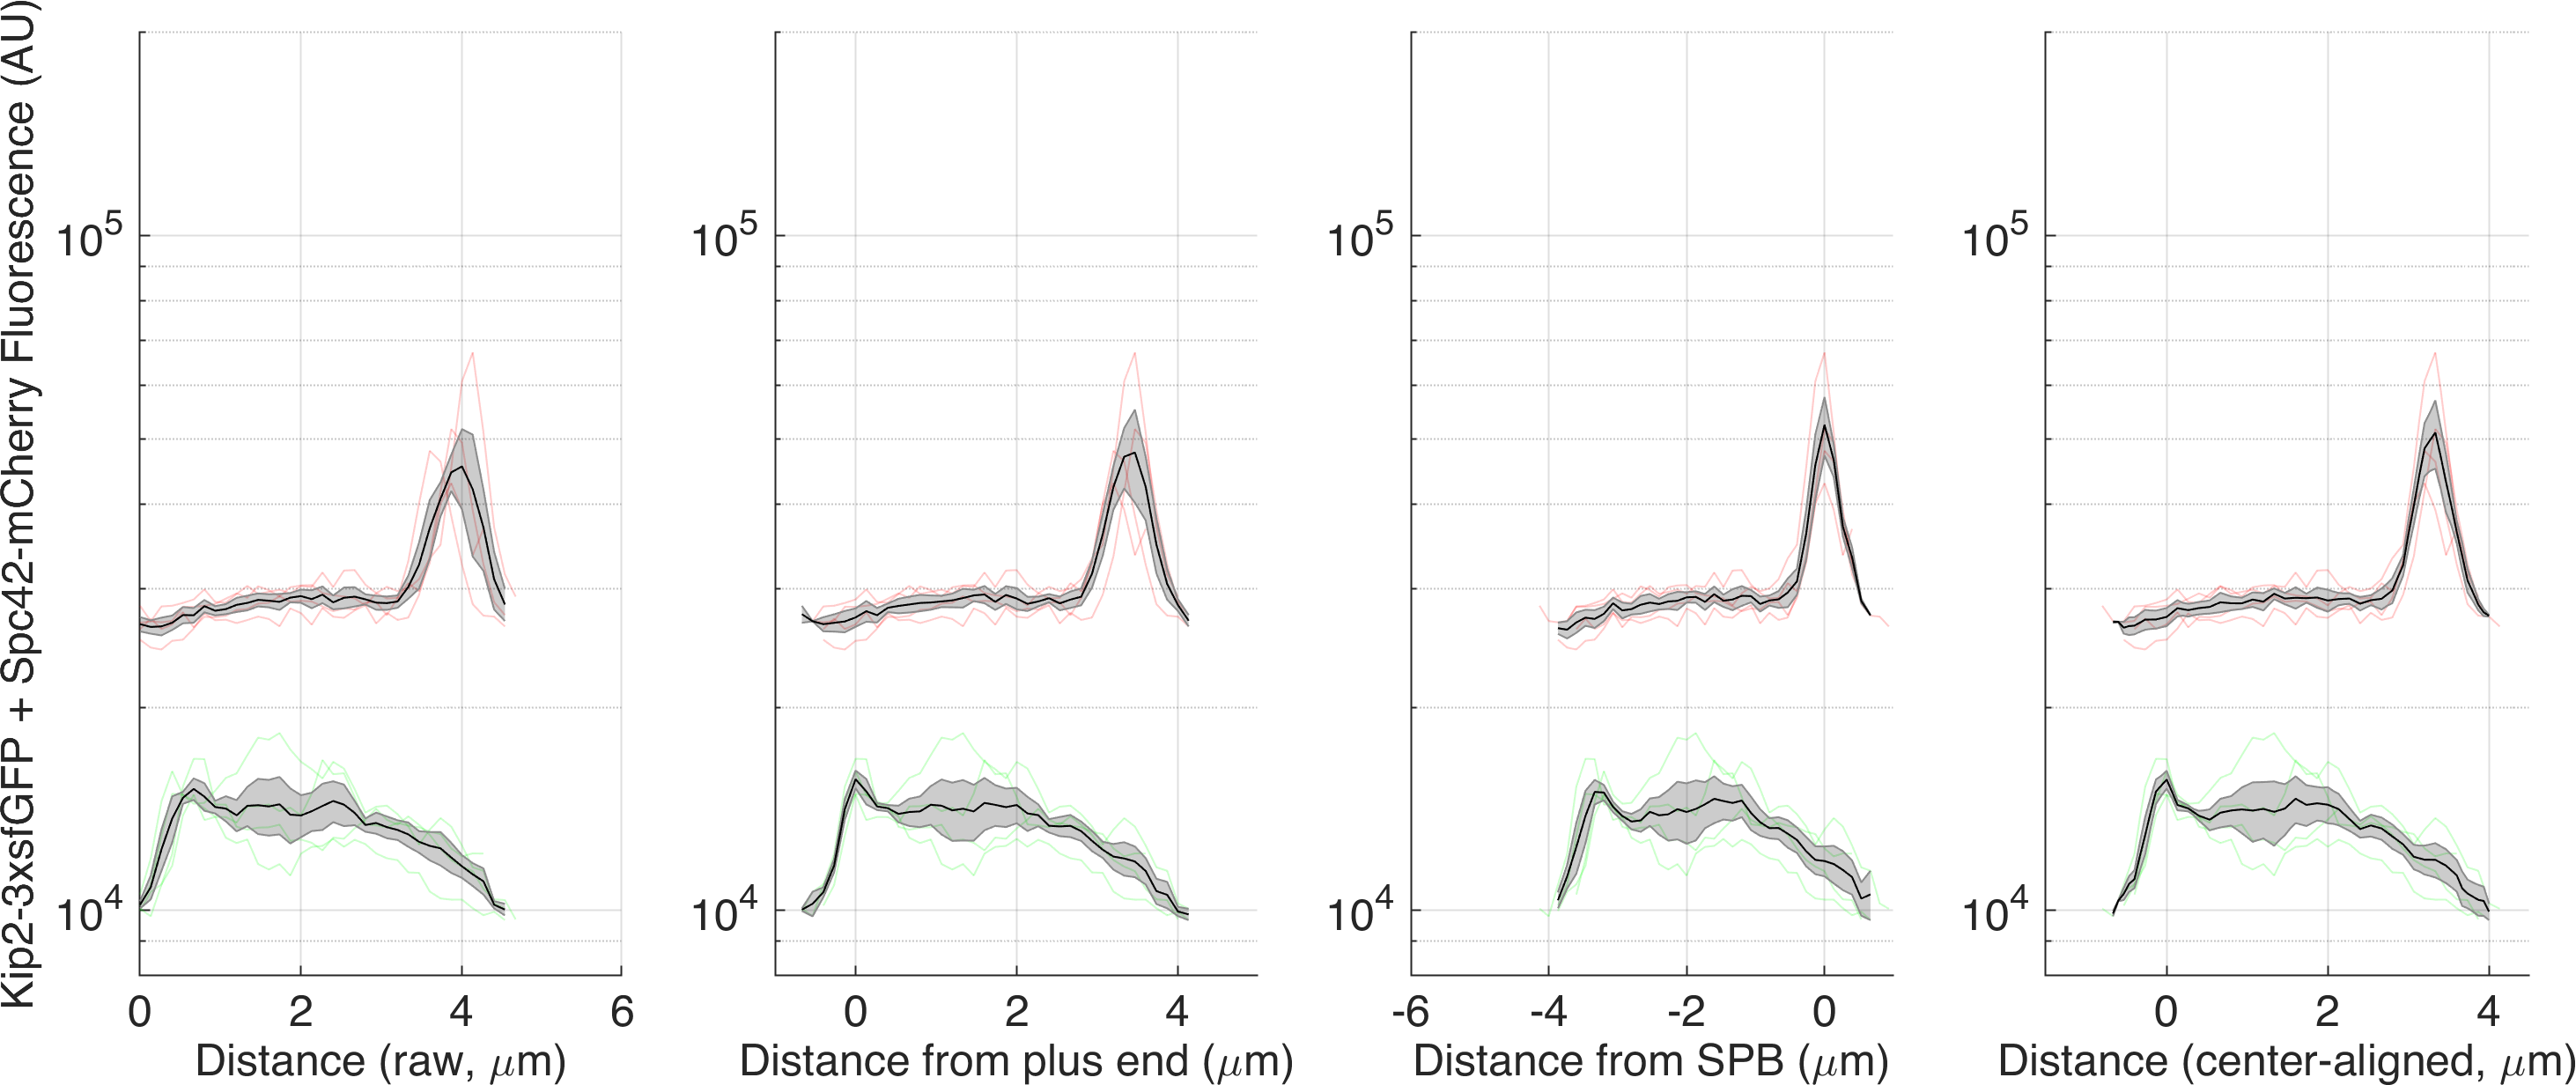 Kip2-3xsfGFP + Spc42-mCherry Fluorescence (AU)
10^5
10^4
0 2 4 6
Distance (raw, μm)
10^5
10^4
0 2 4
Distance from plus end (μm)
10^5
10^4
-6 -4 -2 0
Distance from SPB (μm)
10^5
10^4
0 2 4
Distance (center-aligned, μm)